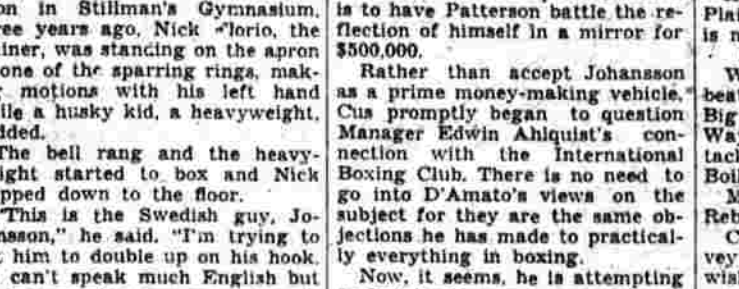 on in Stillman's Gymnasium.
ree years ago, Nick Florio, the
iner, was standing on the apron
one of the sparring rings, mak-
motions with his left hand
ile a husky kid, a heavyweight,
dded.
The bell rang and the heavy-
ight started to box and Nick
pped down to the floor.
"This is the Swedish guy, Jo-
nsson," he said. "I'm trying to
him to double up on his hook.
can't speak much English but
is to have Patterson battle the re-
flection of himself in a mirror for
$500,000.
Rather than accept Johansson
as a prime money-making vehicle,
Cus promptly began to question
Manager Edwin Ahlquist's con-
nection with the International
Boxing Club. There is no need to
go into D'Amato's views on the
subject for they are the same ob-
jections he has made to practical-
ly everything in boxing.
Now, it seems, he is attempting
Plai
is n
W
beat
Big
Way
tack
Boil
M
Reb
C
vey
wis